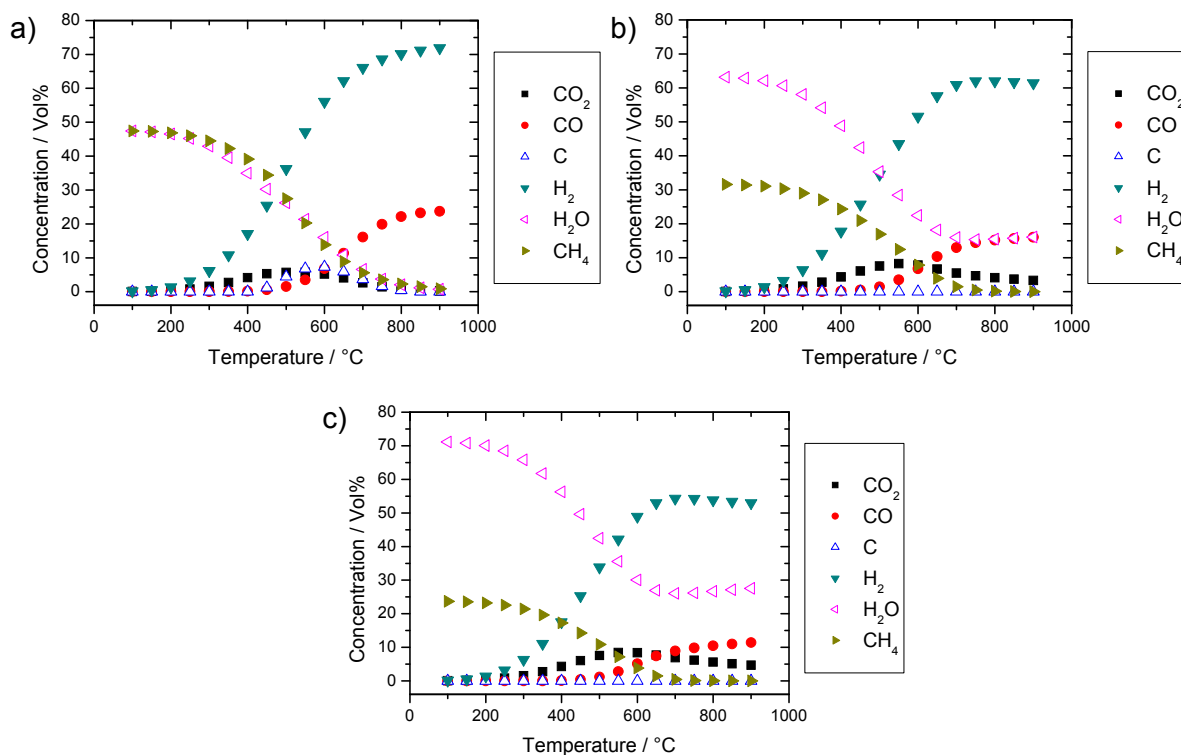 a)
80
70
60
50
40
30
20
10
0
Concentration / Vol%
0 200 400 600 800 1000
Temperature / °C
CO2
CO
C
H2
H2O
CH4
b)
80
70
60
50
40
30
20
10
0
Concentration / Vol%
0 200 400 600 800 1000
Temperature / °C
CO2
CO
C
H2
H2O
CH4
c)
80
70
60
50
40
30
20
10
0
Concentration / Vol%
0 200 400 600 800 1000
Temperature / °C
CO2
CO
C
H2
H2O
CH4